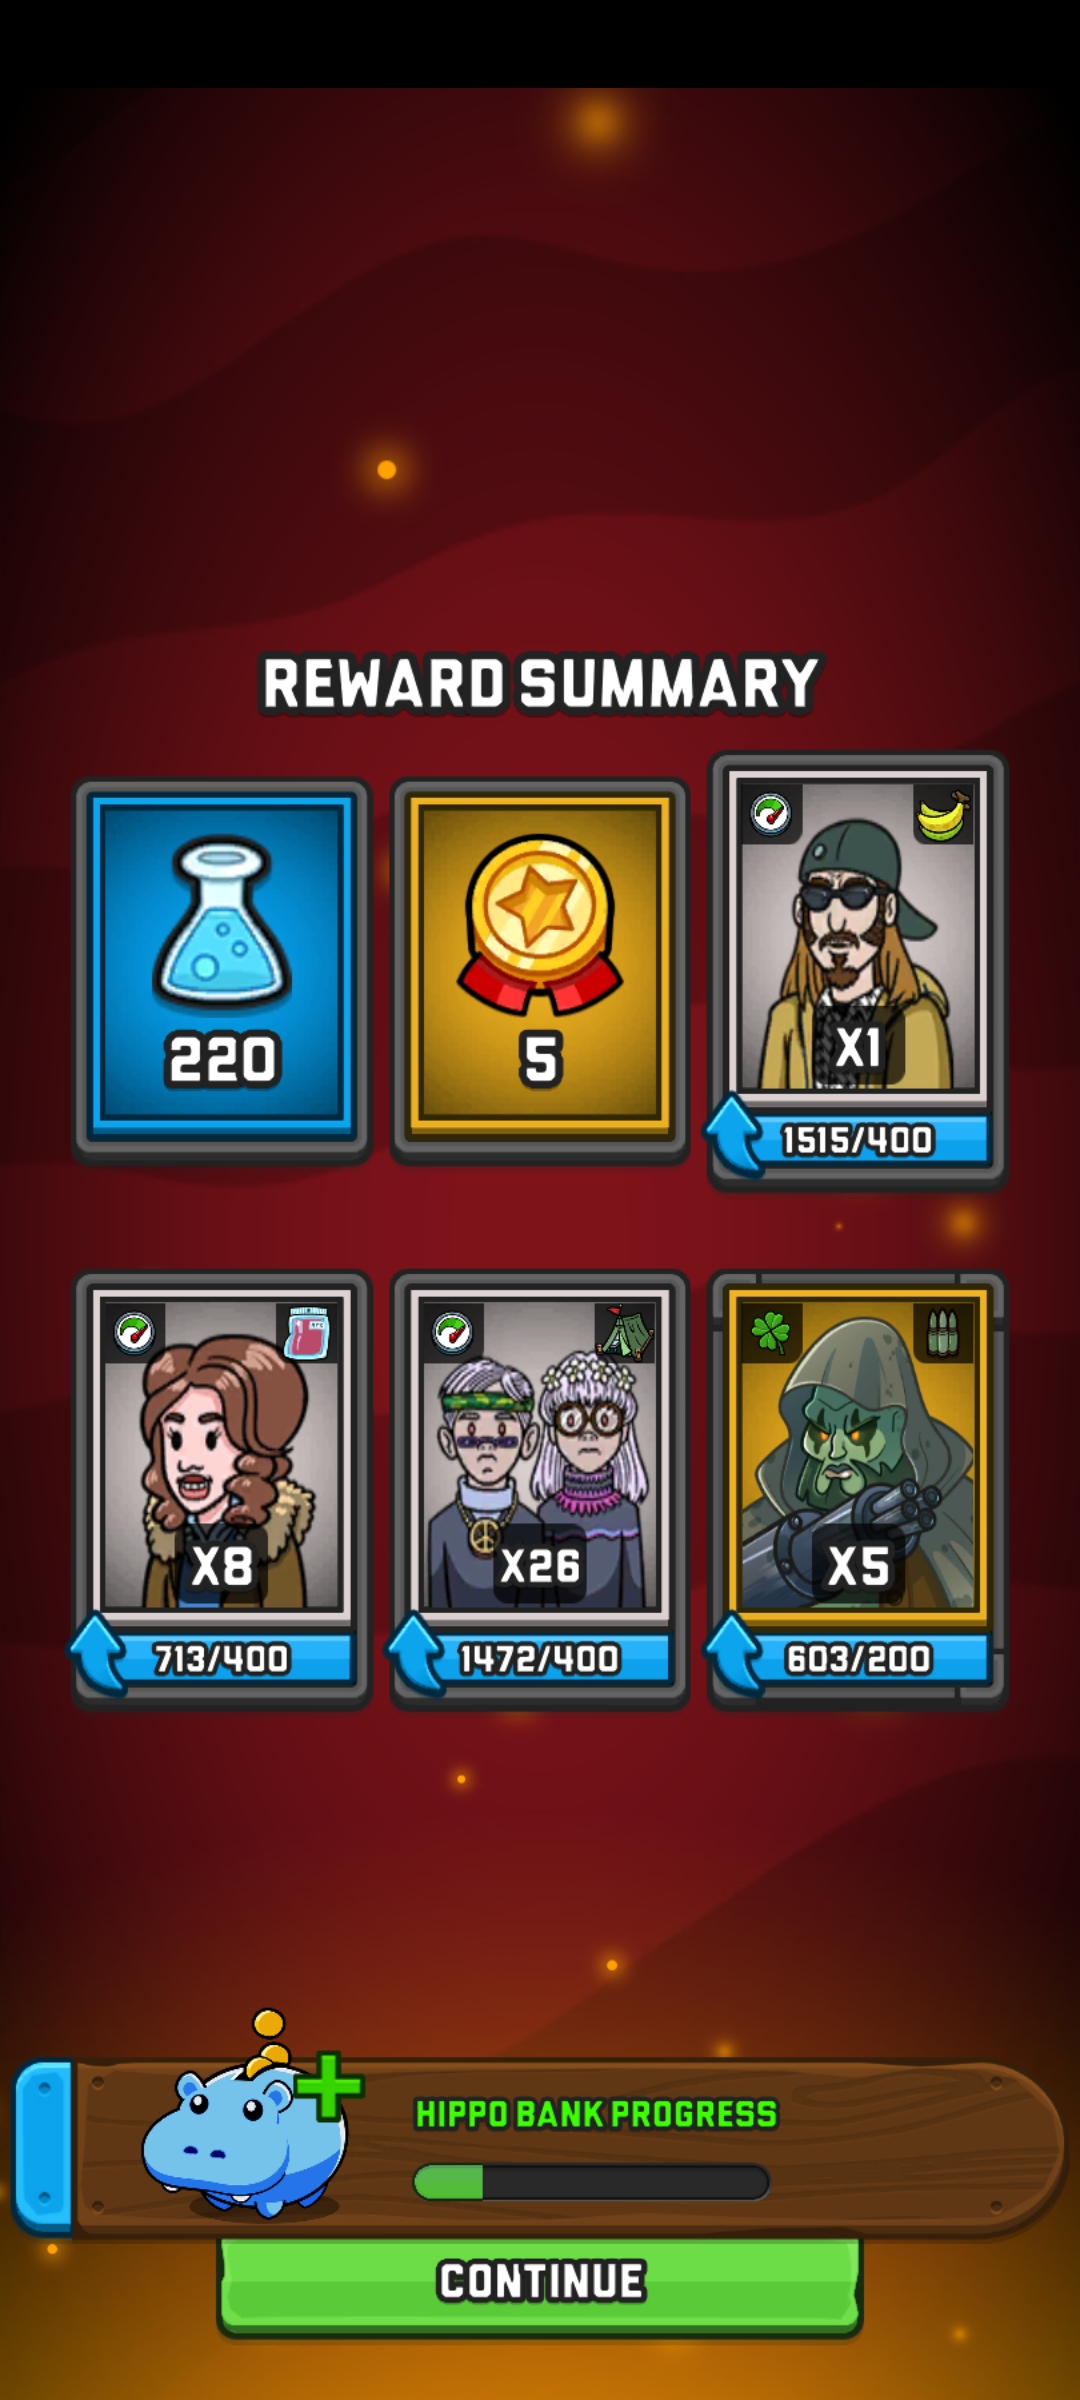 REWARD SUMMARY
220
5
X1
1515/400
X8
713/400
X26
1472/400
X5
603/200
HIPPO BANK PROGRESS
CONTINUE